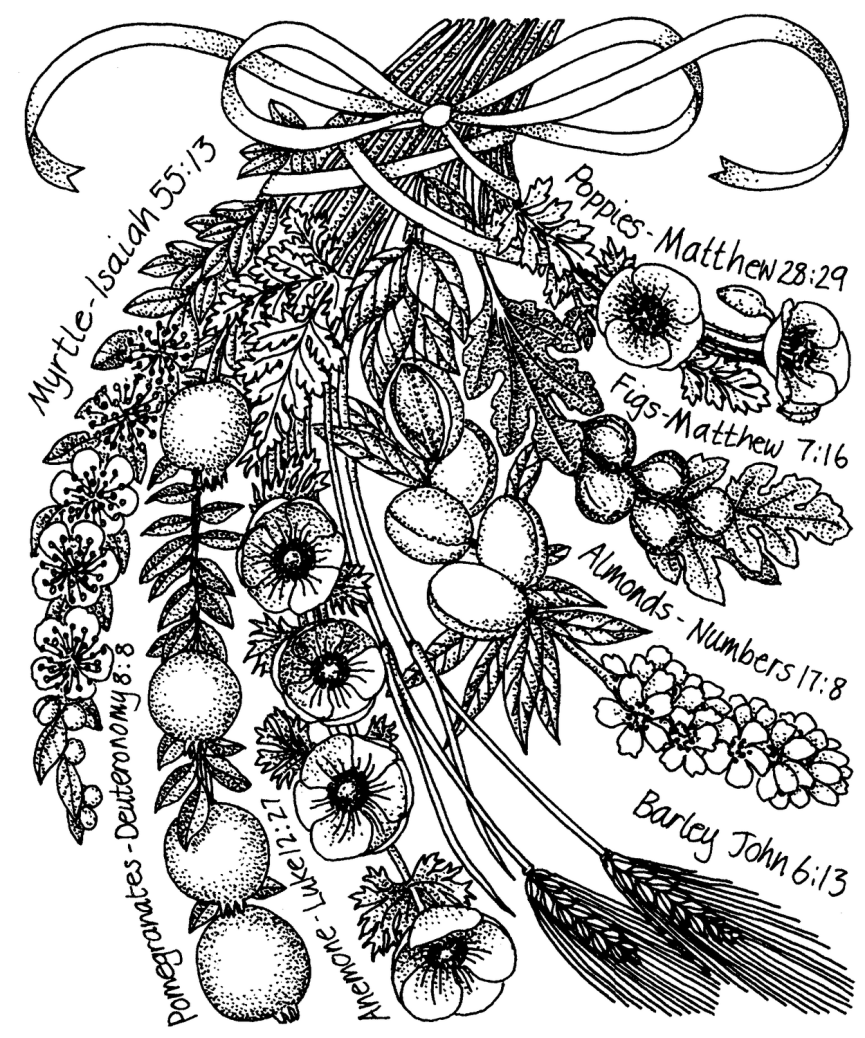 Myrtle-Isaiah 55:13
Poppies-Matthew 28:29
Figs-Matthew 7:16
Almonds-Numbers 17:8
Barley John 6:13
Pomegranates-Deuteronomy 8:8
Anemone-Luke 12:27